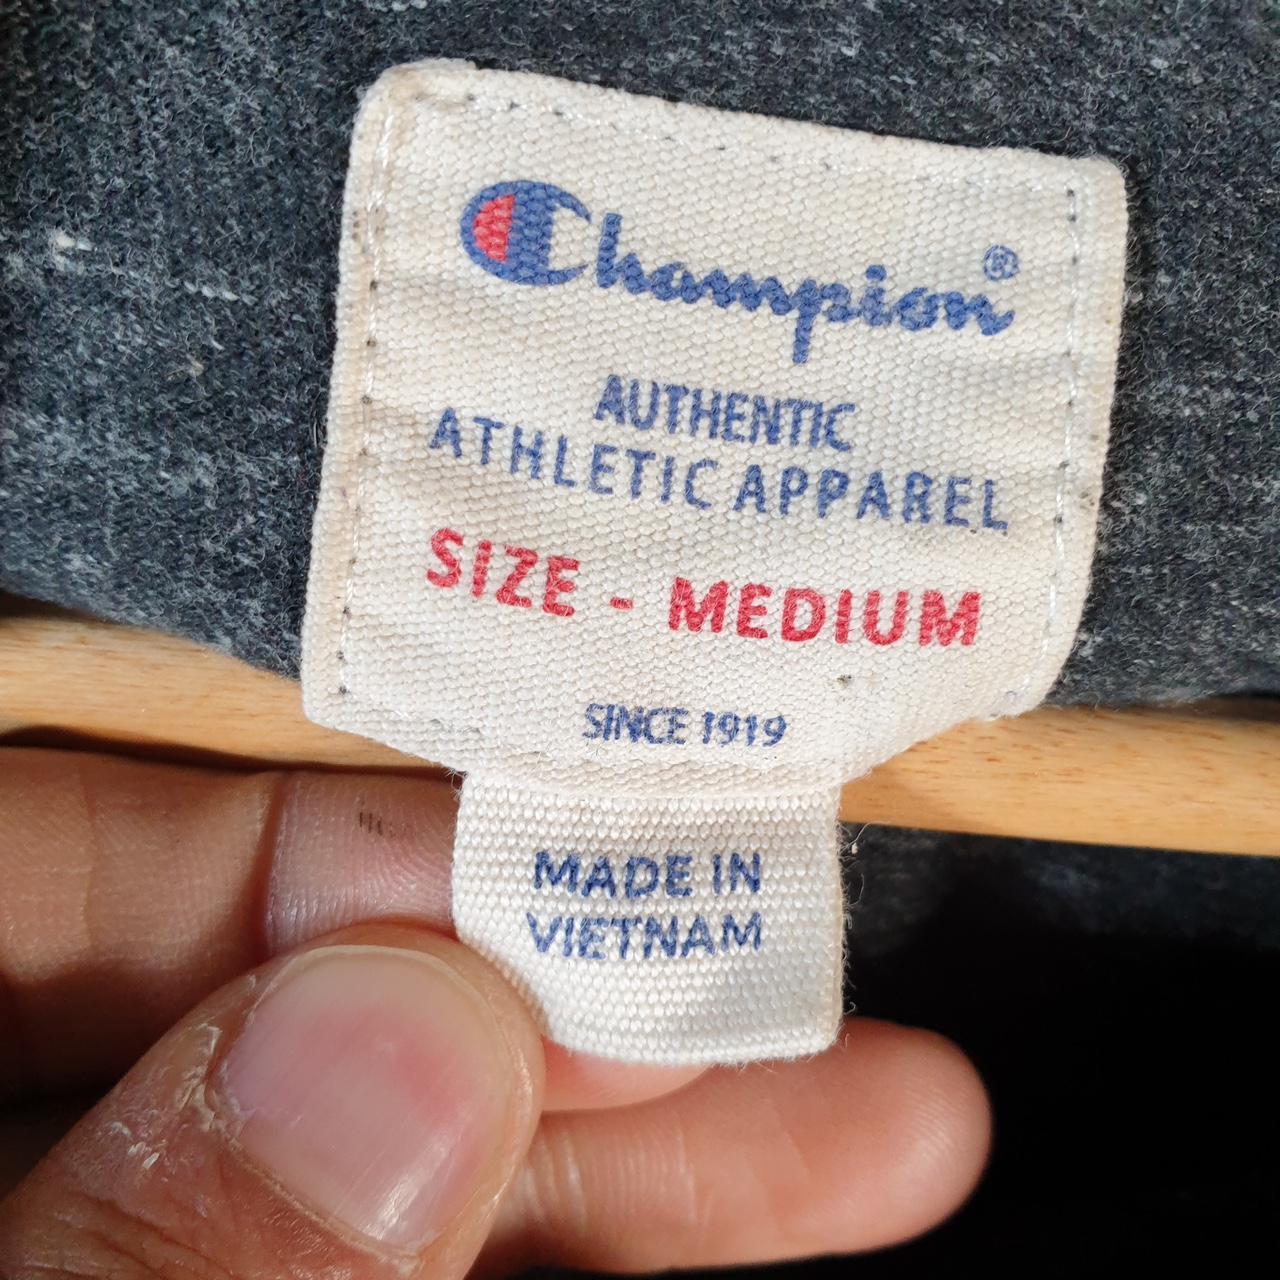 Champion®
AUTHENTIC
ATHLETIC APPAREL
SIZE - MEDIUM
SINCE 1919
MADE IN
VIETNAM